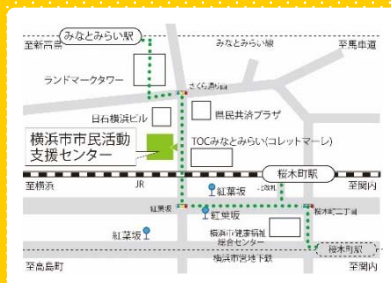 みなとみらい駅
至新高島
みなとみらい線
至馬車道
ランドマークタワー
さくら通り
日石横浜ビル
県民共済プラザ
横浜市市民活動
支援センター
TOCみなとみらい(コレットマーレ)
桜木町駅
至横浜
JR
至関内
紅葉坂
紅葉坂
紅葉坂
桜木町二丁目
紅葉坂
横浜市健康福祉
総合センター
桜木町駅
至高島町
横浜市営地下鉄
至関内